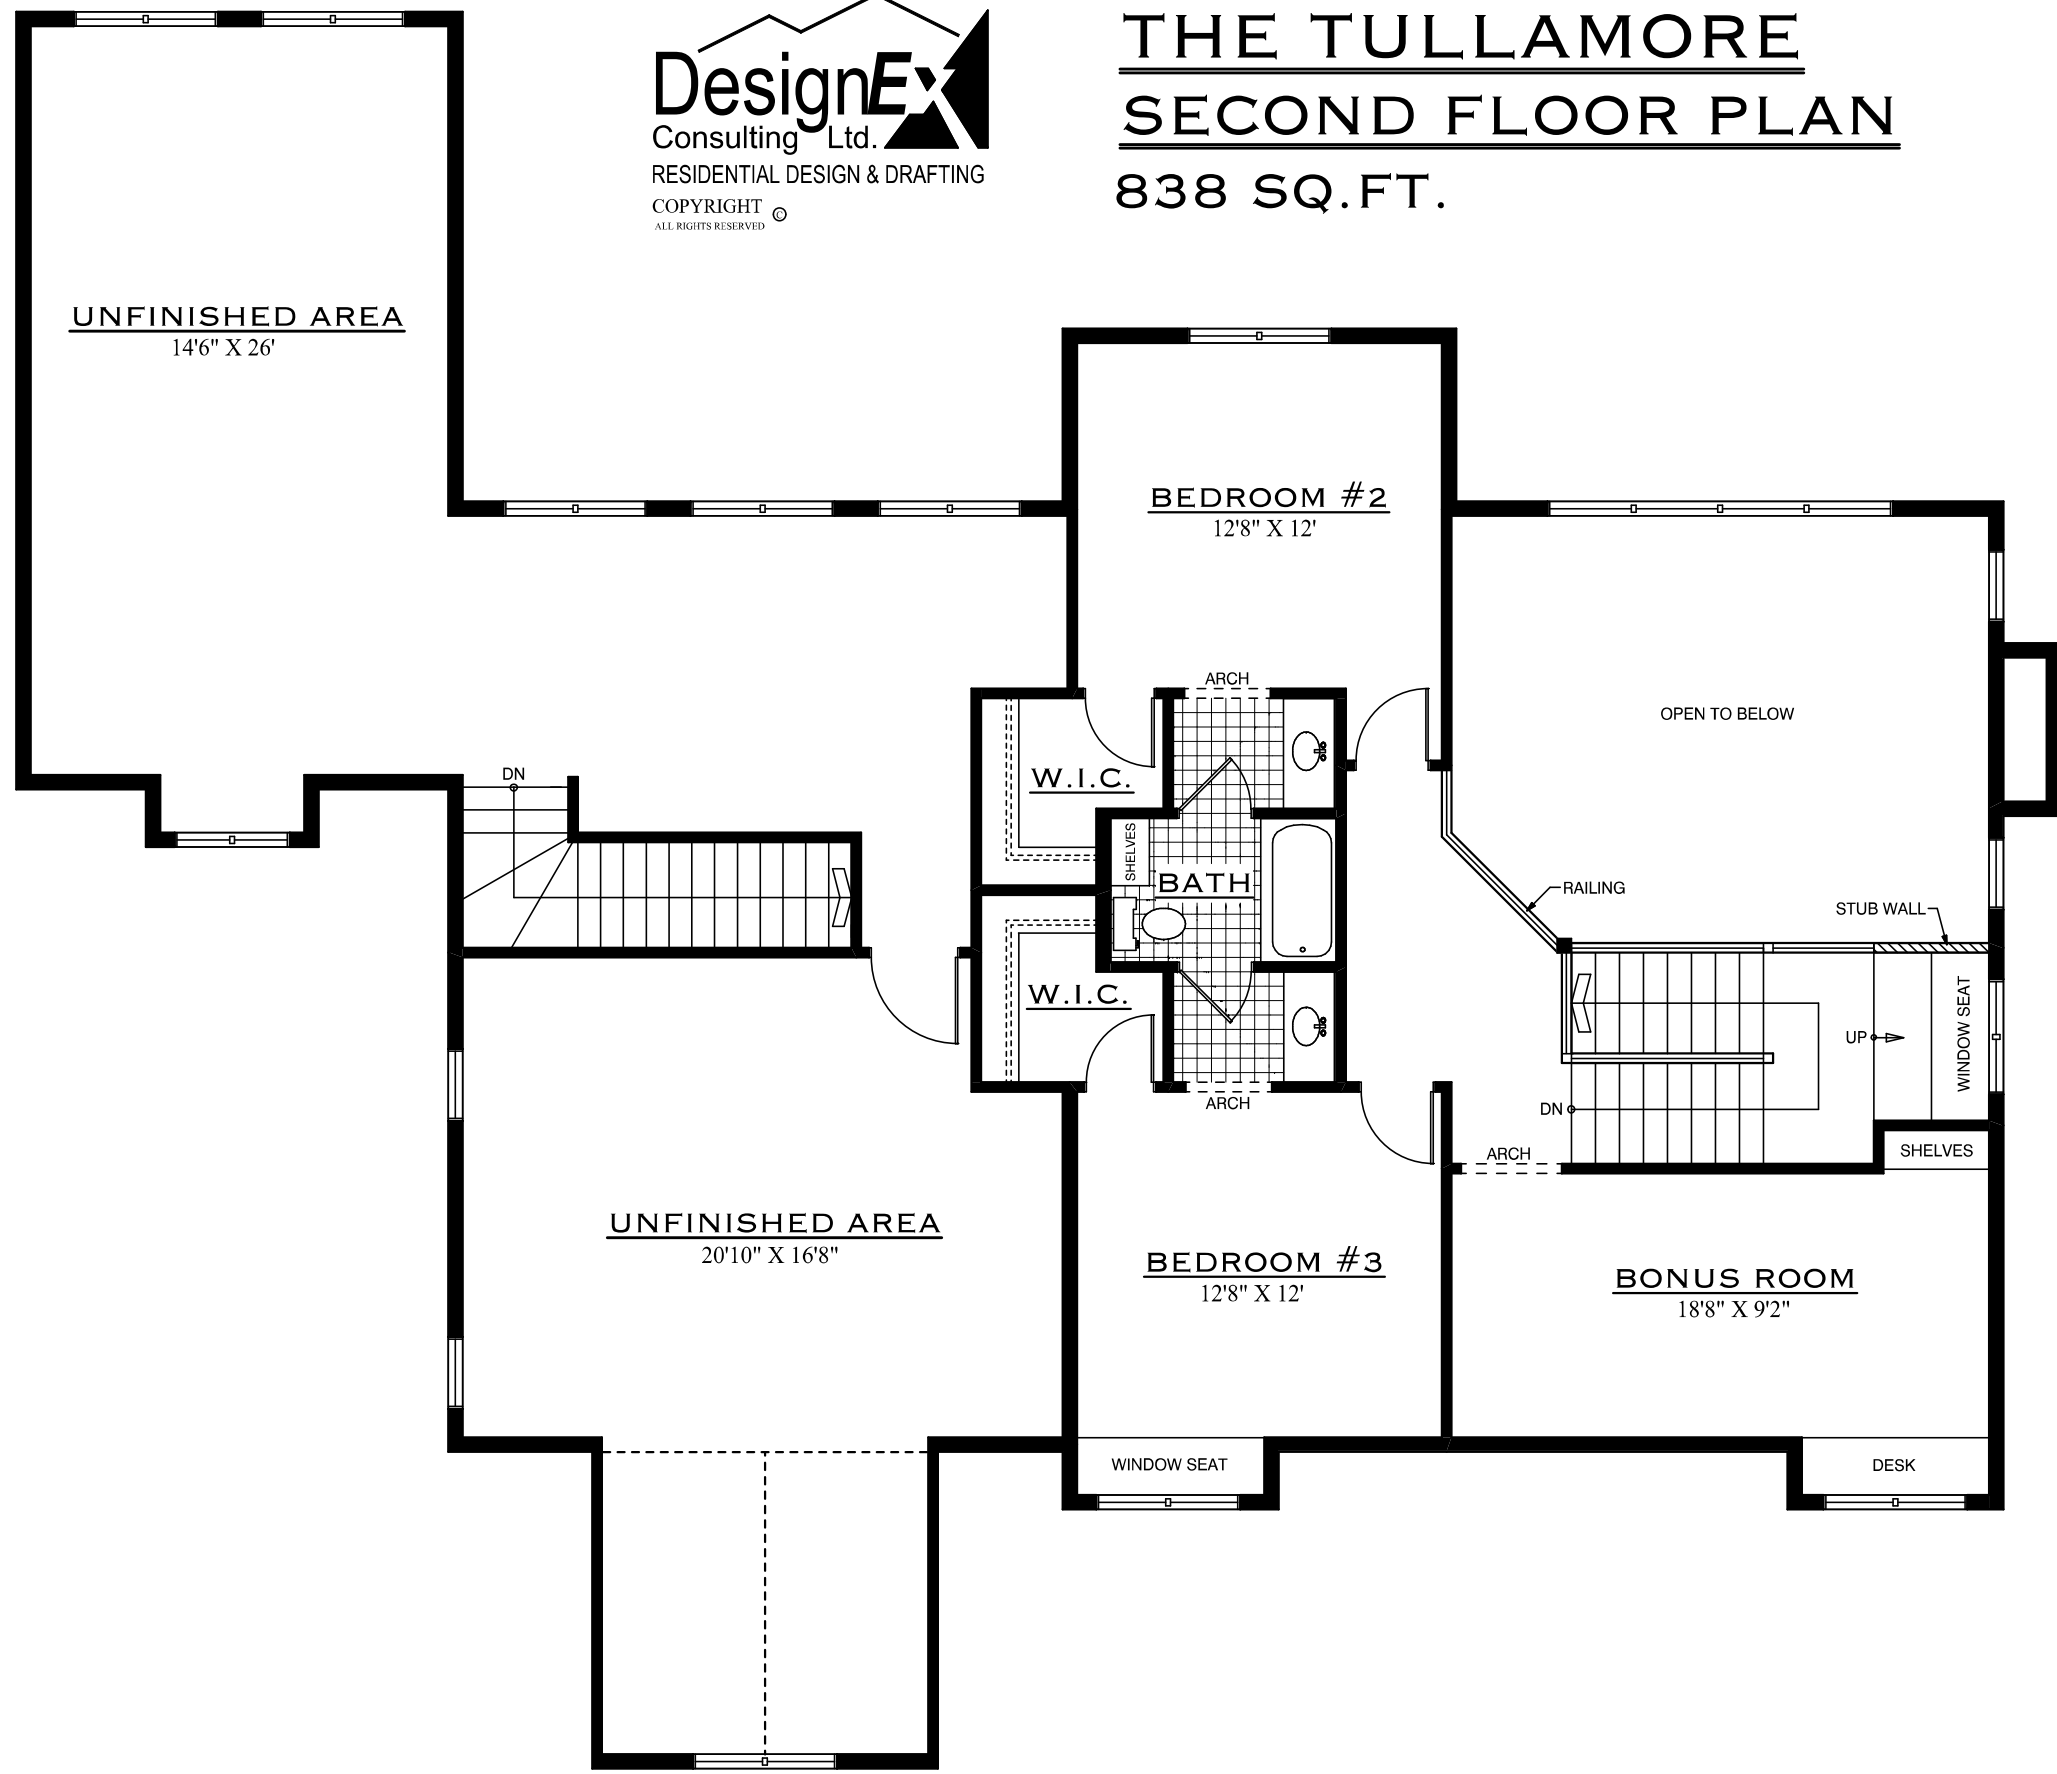 DesignEx
Consulting Ltd.
RESIDENTIAL DESIGN & DRAFTING
COPYRIGHT ©
ALL RIGHTS RESERVED
THE TULLAMORE
SECOND FLOOR PLAN
838 SQ.FT.
UNFINISHED AREA
14'6" X 26'
BEDROOM #2
12'8" X 12'
ARCH
OPEN TO BELOW
DN
W.I.C.
SHELVES
BATH
RAILING
STUB WALL
W.I.C.
WINDOW SEAT
UP
ARCH
DN
ARCH
SHELVES
UNFINISHED AREA
20'10" X 16'8"
BEDROOM #3
12'8" X 12'
BONUS ROOM
18'8" X 9'2"
WINDOW SEAT
DESK